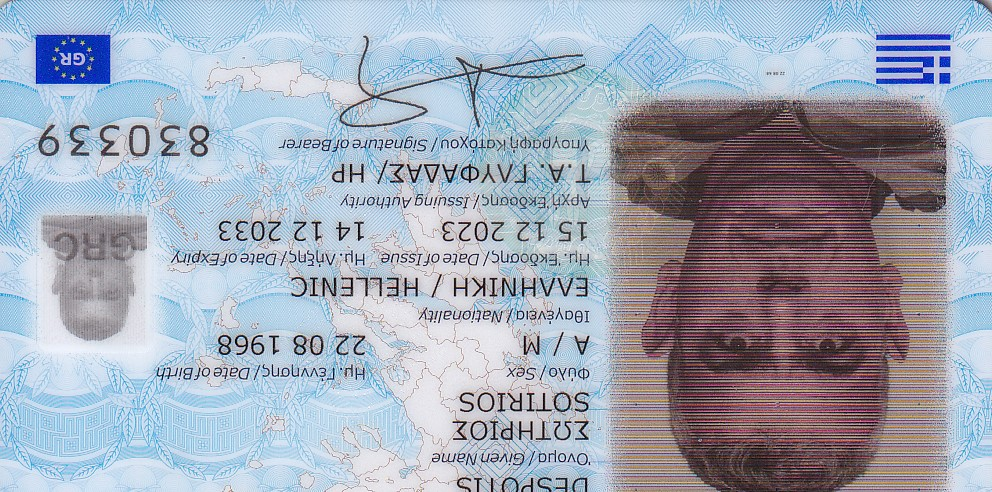 DESPOTIS
Όνομα / Given Name
ΣΩΤΗΡΙΟΣ
SOTIRIOS
Φύλο / Sex
Ημ. Γέννησης / Date of Birth
Α / M
22 08 1968
Ιθαγένεια / Nationality
ΕΛΛΗΝΙΚΗ / HELLENIC
Ημ. Έκδοσης / Date of Issue
Ημ. Λήξης / Date of Expiry
15 12 2023
14 12 2033
GRC
Αρχή Έκδοσης / Issuing Authority
Τ.Α. ΓΛΥΦΑΔΑΣ/ ΗΡ
Υπογραφή Κατόχου / Signature of Bearer
830339
GR